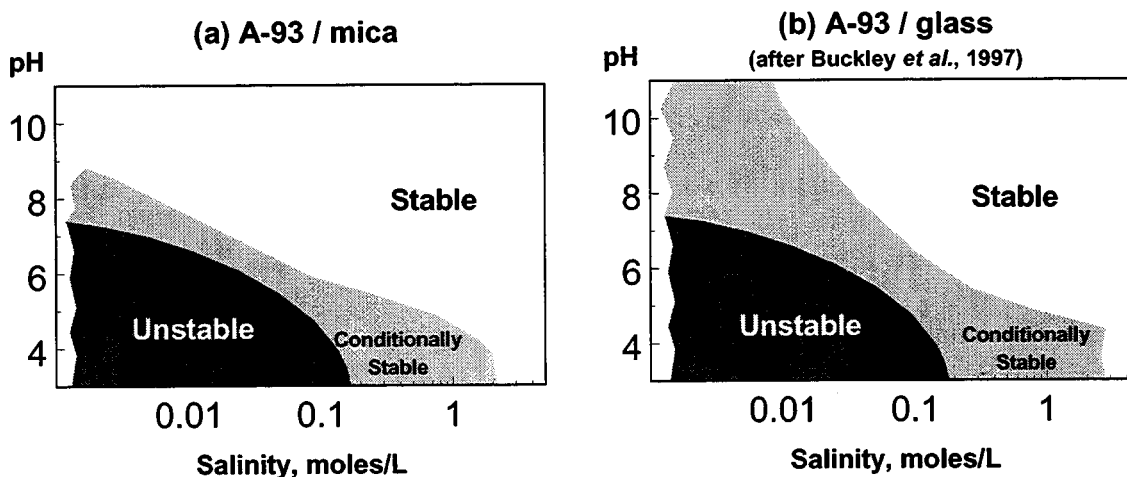 (a) A-93 / mica
pH
10
8
6
4
Stable
Unstable
Conditionally
Stable
0.01 0.1 1
Salinity, moles/L
(b) A-93 / glass
(after Buckley et al., 1997)
pH
10
8
6
4
Stable
Unstable
Conditionally
Stable
0.01 0.1 1
Salinity, moles/L